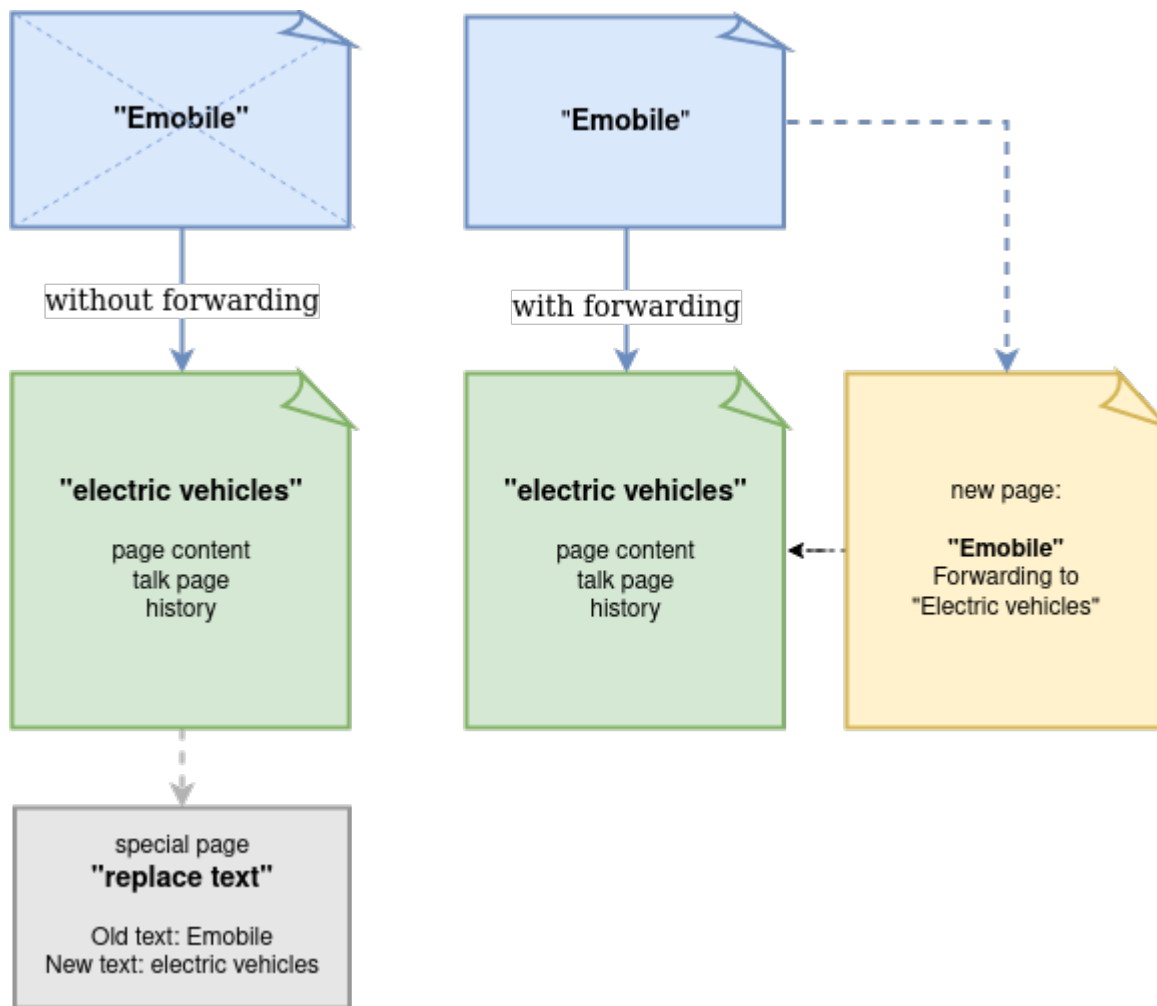 "Emobile"
without forwarding
"electric vehicles"
page content
talk page
history
special page
"replace text"
Old text: Emobile
New text: electric vehicles
"Emobile"
with forwarding
"electric vehicles"
page content
talk page
history
new page:
"Emobile"
Forwarding to
"Electric vehicles"